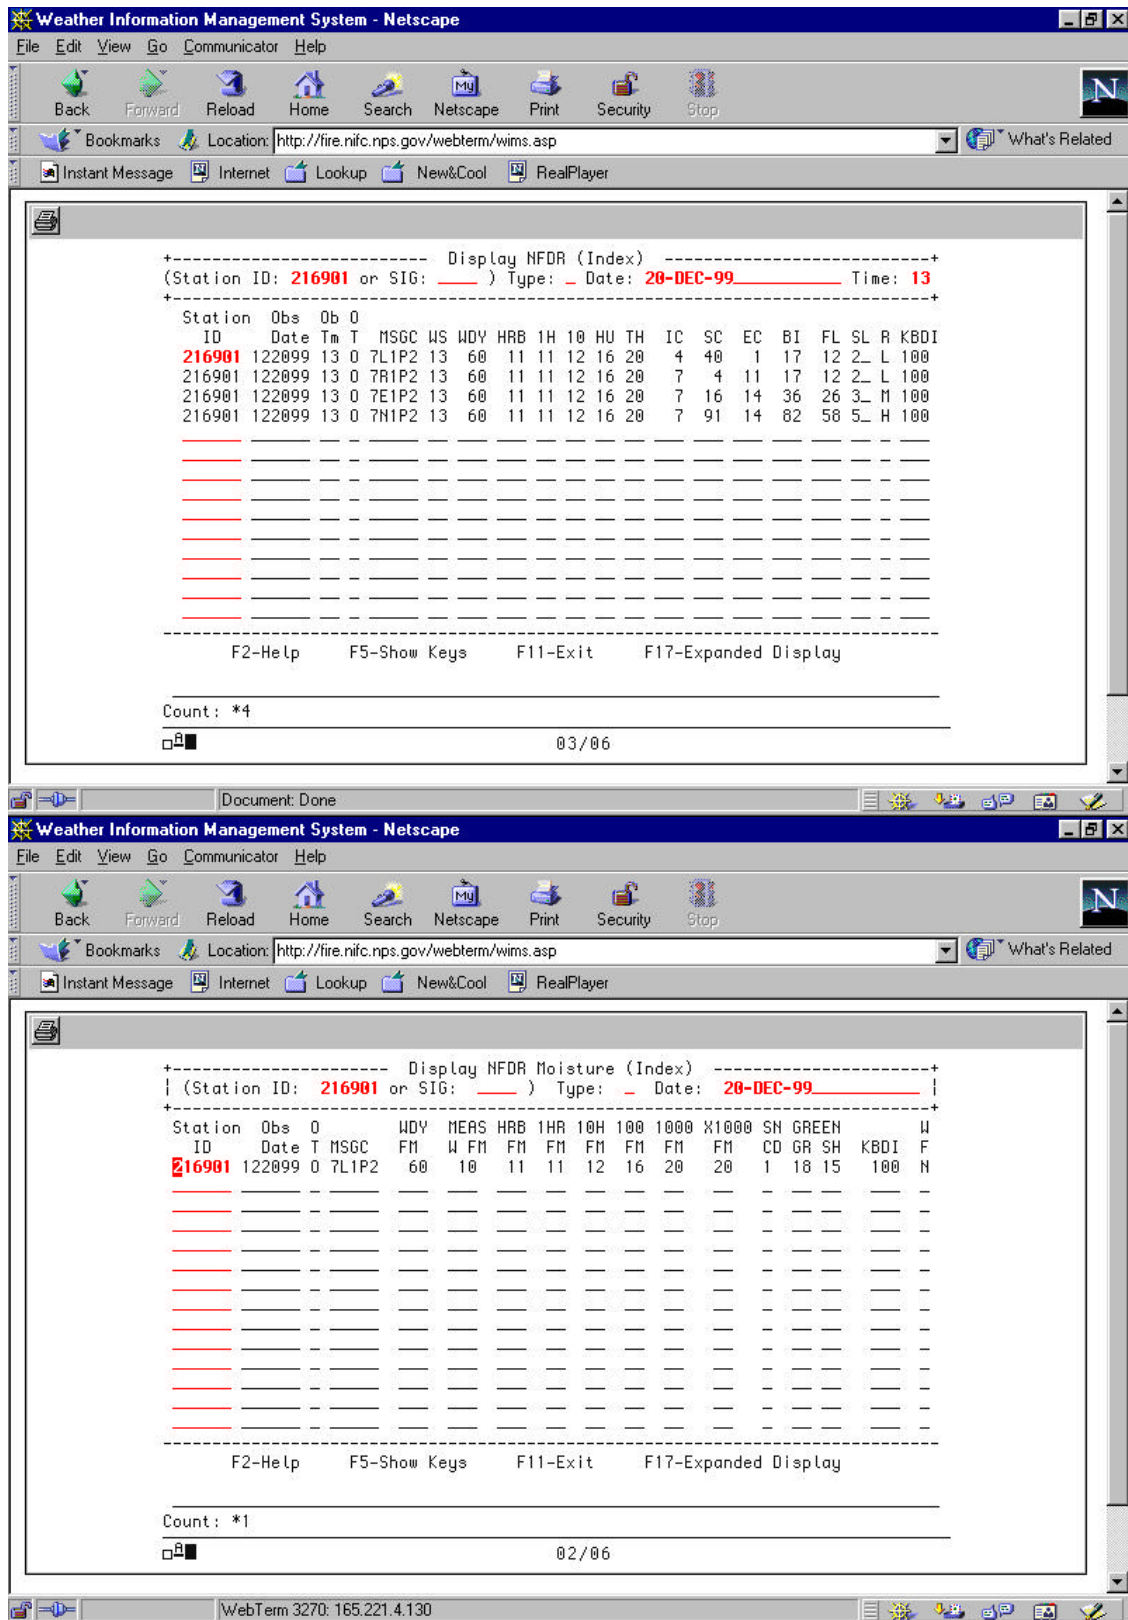 Weather Information Management System - Netscape
File Edit View Go Communicator Help
Back Forward Reload Home Search Netscape Print Security Stop
Bookmarks Location: http://fire.nifc.nps.gov/webterm/wims.asp What's Related
Instant Message Internet Lookup New&Cool RealPlayer
+--------------------------- Display NFDR (Index) ----------------------------+
(Station ID: 216901 or SIG: ____ ) Type: _ Date: 20-DEC-99___________ Time: 13
+-----------------------------------------------------------------------------+
Station Obs Ob O
ID Date Tm T MSGC WS WDY HRB 1H 10 HU TH IC SC EC BI FL SL R KBDI
216901 122099 13 O 7L1P2 13 60 11 11 12 16 20 4 40 1 17 12 2_ L 100
216901 122099 13 O 7R1P2 13 60 11 11 12 16 20 7 4 11 17 12 2_ L 100
216901 122099 13 O 7E1P2 13 60 11 11 12 16 20 7 16 14 36 26 3_ M 100
216901 122099 13 O 7N1P2 13 60 11 11 12 16 20 7 91 14 82 58 5_ H 100
F2-Help F5-Show Keys F11-Exit F17-Expanded Display
Count: *4
A 03/06
Document: Done
Weather Information Management System - Netscape
File Edit View Go Communicator Help
Back Forward Reload Home Search Netscape Print Security Stop
Bookmarks Location: http://fire.nifc.nps.gov/webterm/wims.asp What's Related
Instant Message Internet Lookup New&Cool RealPlayer
+---------------------- Display NFDR Moisture (Index) -----------------------+
| (Station ID: 216901 or SIG: ____ ) Type: _ Date: 20-DEC-99____________ |
+-----------------------------------------------------------------------------+
Station Obs O WDY MEAS HRB 1HR 10H 100 1000 X1000 SN GREEN W
ID Date T MSGC FM W FM FM FM FM FM FM FM CD GR SH KBDI F
216901 122099 O 7L1P2 60 10 11 11 12 16 20 20 1 18 15 100 N
F2-Help F5-Show Keys F11-Exit F17-Expanded Display
Count: *1
A 02/06
WebTerm 3270: 165.221.4.130